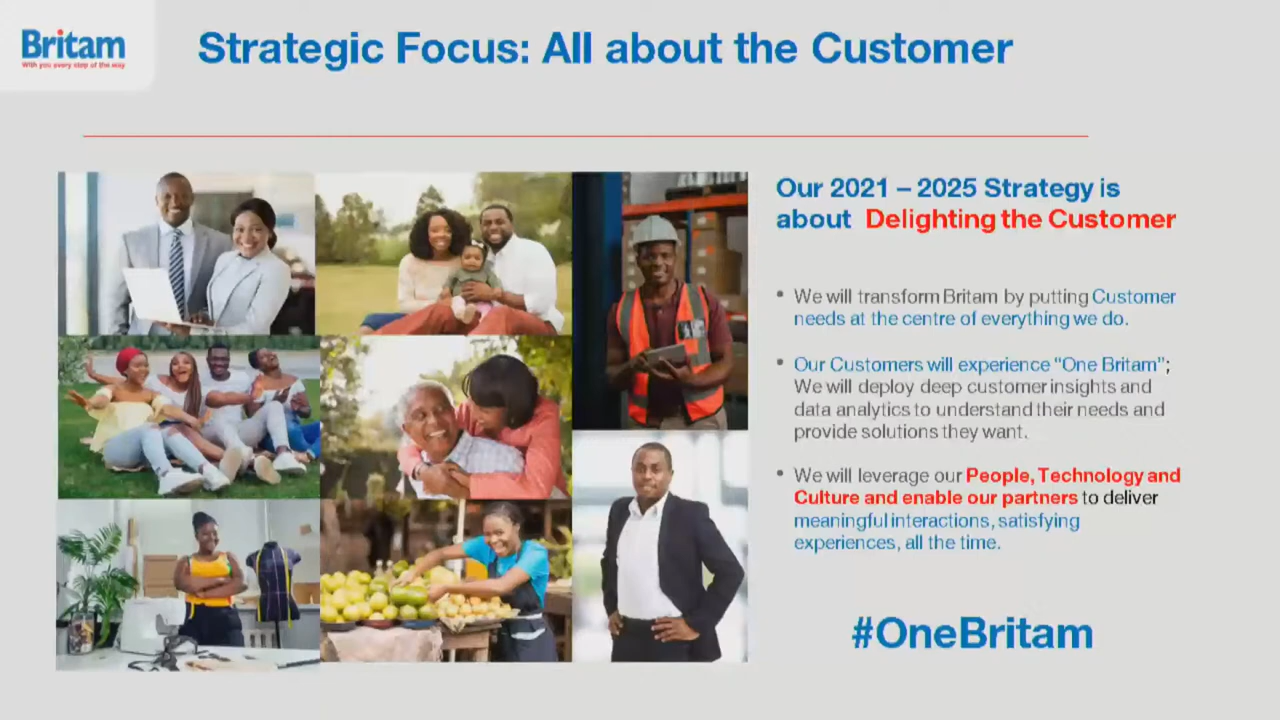 Britam
With you every step of the way
Strategic Focus: All about the Customer
Our 2021 – 2025 Strategy is
about Delighting the Customer
• We will transform Britam by putting Customer
needs at the centre of everything we do.
• Our Customers will experience “One Britam”;
We will deploy deep customer insights and
data analytics to understand their needs and
provide solutions they want.
• We will leverage our People, Technology and
Culture and enable our partners to deliver
meaningful interactions, satisfying
experiences, all the time.
#OneBritam